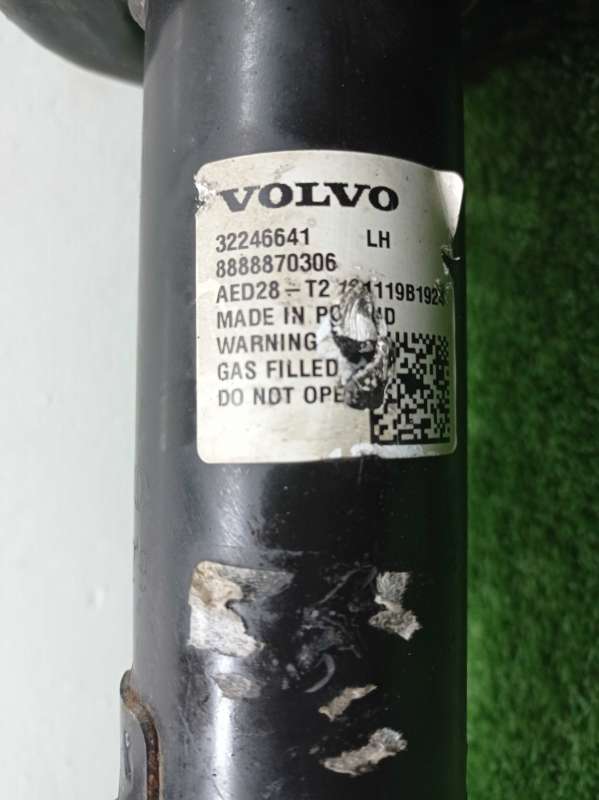 VOLVO
32246641 LH
8888870306
AED28-T2
MADE IN
WARNING
GAS FILLED
DO NOT